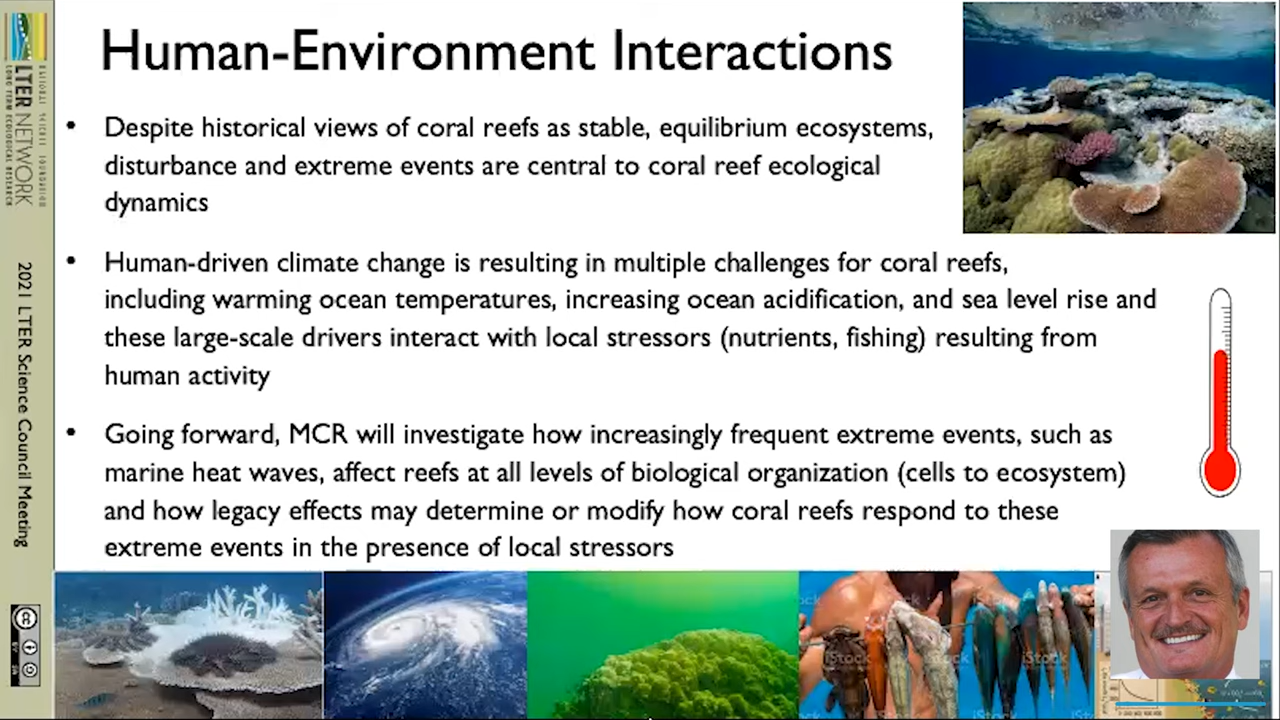 Human-Environment Interactions
• Despite historical views of coral reefs as stable, equilibrium ecosystems,
disturbance and extreme events are central to coral reef ecological
dynamics
• Human-driven climate change is resulting in multiple challenges for coral reefs,
including warming ocean temperatures, increasing ocean acidification, and sea level rise and
these large-scale drivers interact with local stressors (nutrients, fishing) resulting from
human activity
• Going forward, MCR will investigate how increasingly frequent extreme events, such as
marine heat waves, affect reefs at all levels of biological organization (cells to ecosystem)
and how legacy effects may determine or modify how coral reefs respond to these
extreme events in the presence of local stressors
LTER NETWORK
LONG TERM ECOLOGICAL RESEARCH
2021 LTER Science Council Meeting
cc
iStock
iStock
iStock